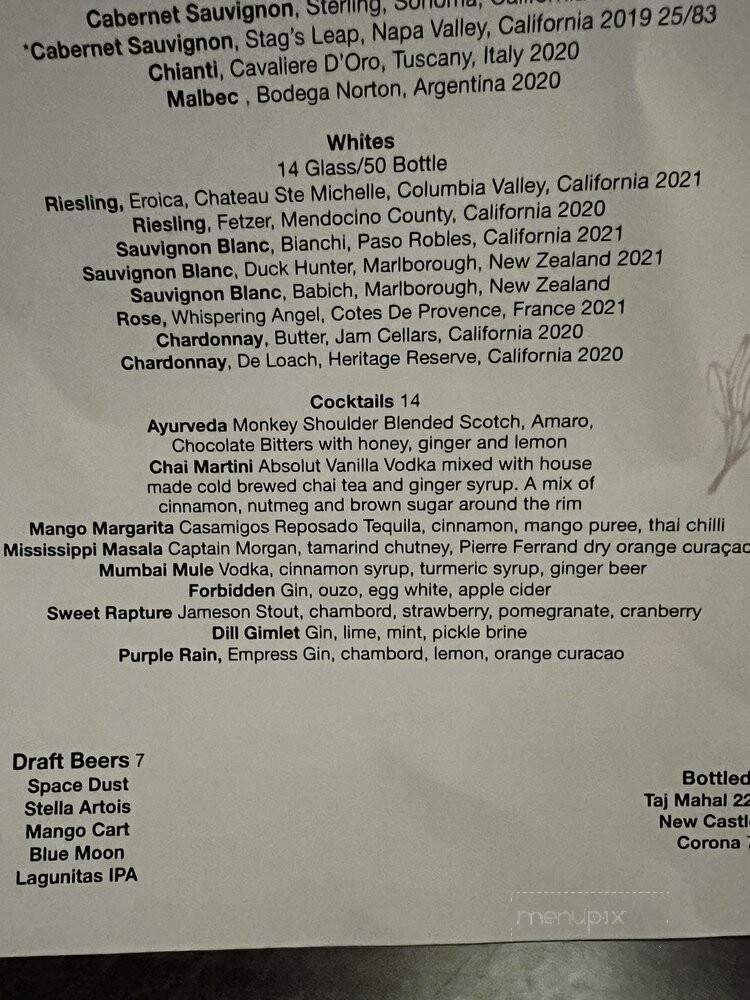 Cabernet Sauvignon, Sterling, Sonoma,
*Cabernet Sauvignon, Stag's Leap, Napa Valley, California 2019 25/83
Chianti, Cavaliere D'Oro, Tuscany, Italy 2020
Malbec , Bodega Norton, Argentina 2020
Whites
14 Glass/50 Bottle
Riesling, Eroica, Chateau Ste Michelle, Columbia Valley, California 2021
Riesling, Fetzer, Mendocino County, California 2020
Sauvignon Blanc, Bianchi, Paso Robles, California 2021
Sauvignon Blanc, Duck Hunter, Marlborough, New Zealand 2021
Sauvignon Blanc, Babich, Marlborough, New Zealand
Rose, Whispering Angel, Cotes De Provence, France 2021
Chardonnay, Butter, Jam Cellars, California 2020
Chardonnay, De Loach, Heritage Reserve, California 2020
Cocktails 14
Ayurveda Monkey Shoulder Blended Scotch, Amaro,
Chocolate Bitters with honey, ginger and lemon
Chai Martini Absolut Vanilla Vodka mixed with house
made cold brewed chai tea and ginger syrup. A mix of
cinnamon, nutmeg and brown sugar around the rim
Mango Margarita Casamigos Reposado Tequila, cinnamon, mango puree, thai chilli
Mississippi Masala Captain Morgan, tamarind chutney, Pierre Ferrand dry orange curaçao
Mumbai Mule Vodka, cinnamon syrup, turmeric syrup, ginger beer
Forbidden Gin, ouzo, egg white, apple cider
Sweet Rapture Jameson Stout, chambord, strawberry, pomegranate, cranberry
Dill Gimlet Gin, lime, mint, pickle brine
Purple Rain, Empress Gin, chambord, lemon, orange curacao
Draft Beers 7
Space Dust
Stella Artois
Mango Cart
Blue Moon
Lagunitas IPA
Bottled
Taj Mahal 22
New Castl
Corona 7
menupix